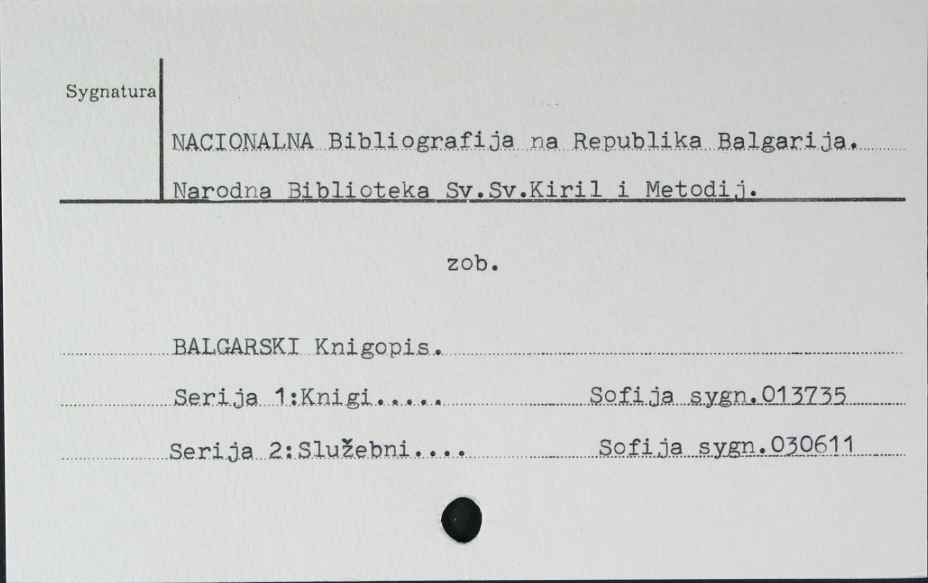 Sygnatura
NACIONALNA Bibliografija na Republika Balgarija.
Narodna Biblioteka Sv.Sv.Kiril i Metodij.
zob.
BALGARSKI Knigopis.
Serija 1:Knigi..... Sofija sygn.013735
Serija 2:Služebni.... Sofija sygn.030611